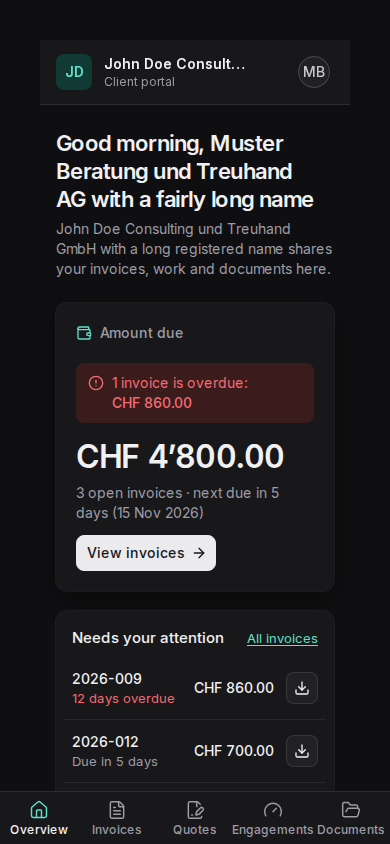 JD
John Doe Consult…
Client portal
MB
Good morning, Muster
Beratung und Treuhand
AG with a fairly long name
John Doe Consulting und Treuhand
GmbH with a long registered name shares
your invoices, work and documents here.
Amount due
1 invoice is overdue:
CHF 860.00
CHF 4’800.00
3 open invoices · next due in 5
days (15 Nov 2026)
View invoices →
Needs your attention
All invoices
2026-009
12 days overdue
CHF 860.00
2026-012
Due in 5 days
CHF 700.00
Overview
Invoices
Quotes
Engagements
Documents